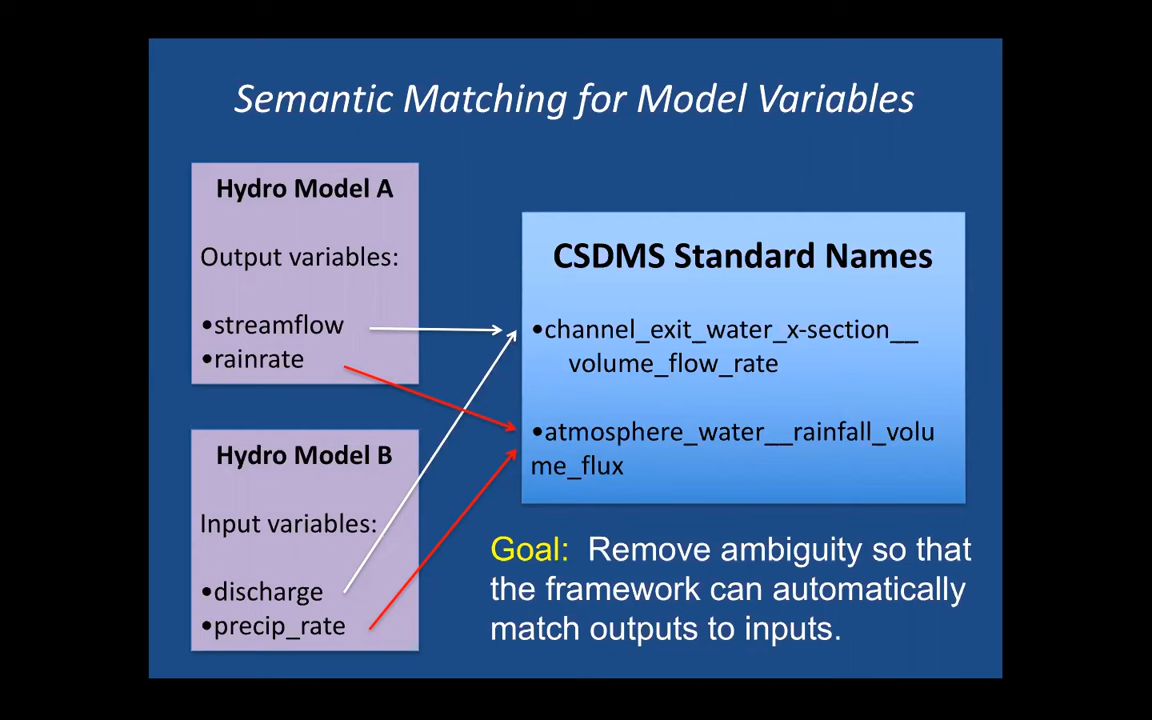 Semantic Matching for Model Variables
Hydro Model A
Output variables:
•streamflow
•rainrate
Hydro Model B
Input variables:
•discharge
•precip_rate
CSDMS Standard Names
•channel_exit_water_x-section__
volume_flow_rate
•atmosphere_water__rainfall_volu
me_flux
Goal: Remove ambiguity so that
the framework can automatically
match outputs to inputs.